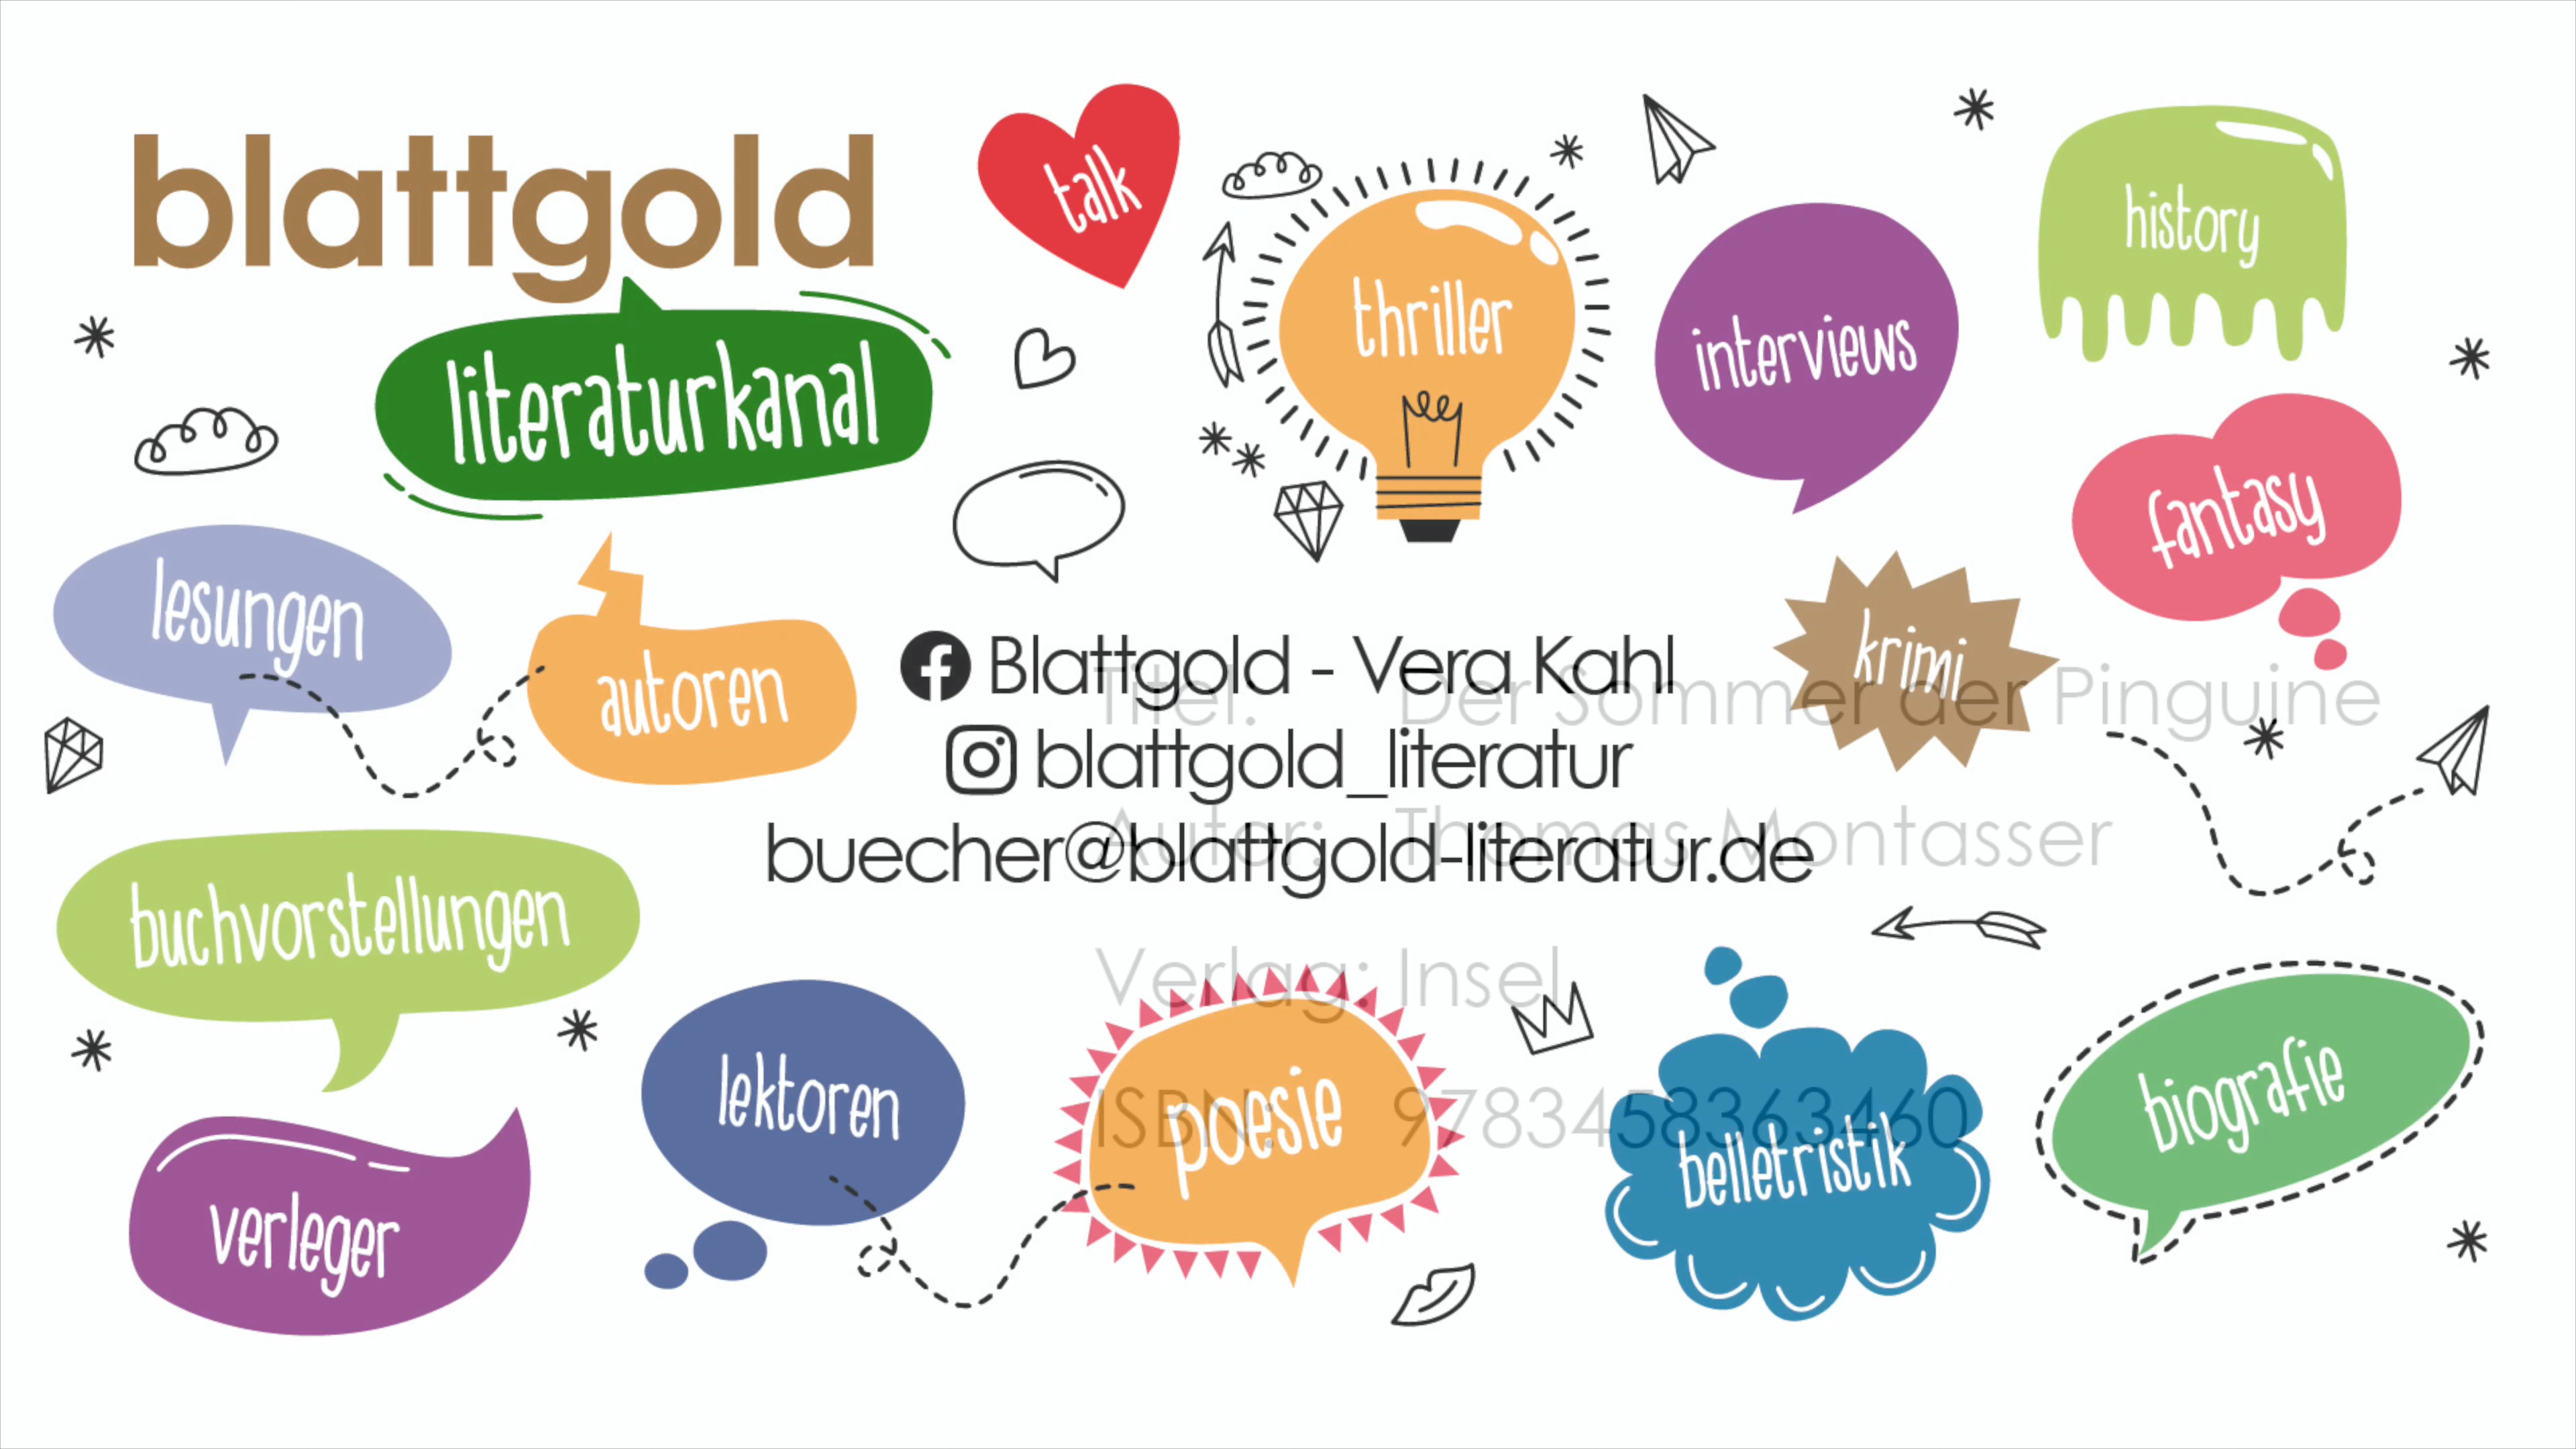 blattgold
literaturkanal
talk
thriller
interviews
history
fantasy
krimi
lesungen
autoren
Blattgold - Vera Kahl
blattgold_literatur
buecher@blattgold-literatur.de
Titel: Der Sommer der Pinguine
Autor: Thomas Montasser
Verlag: Insel
ISBN: 9783458363460
buchvorstellungen
verleger
lektoren
poesie
belletristik
biografie